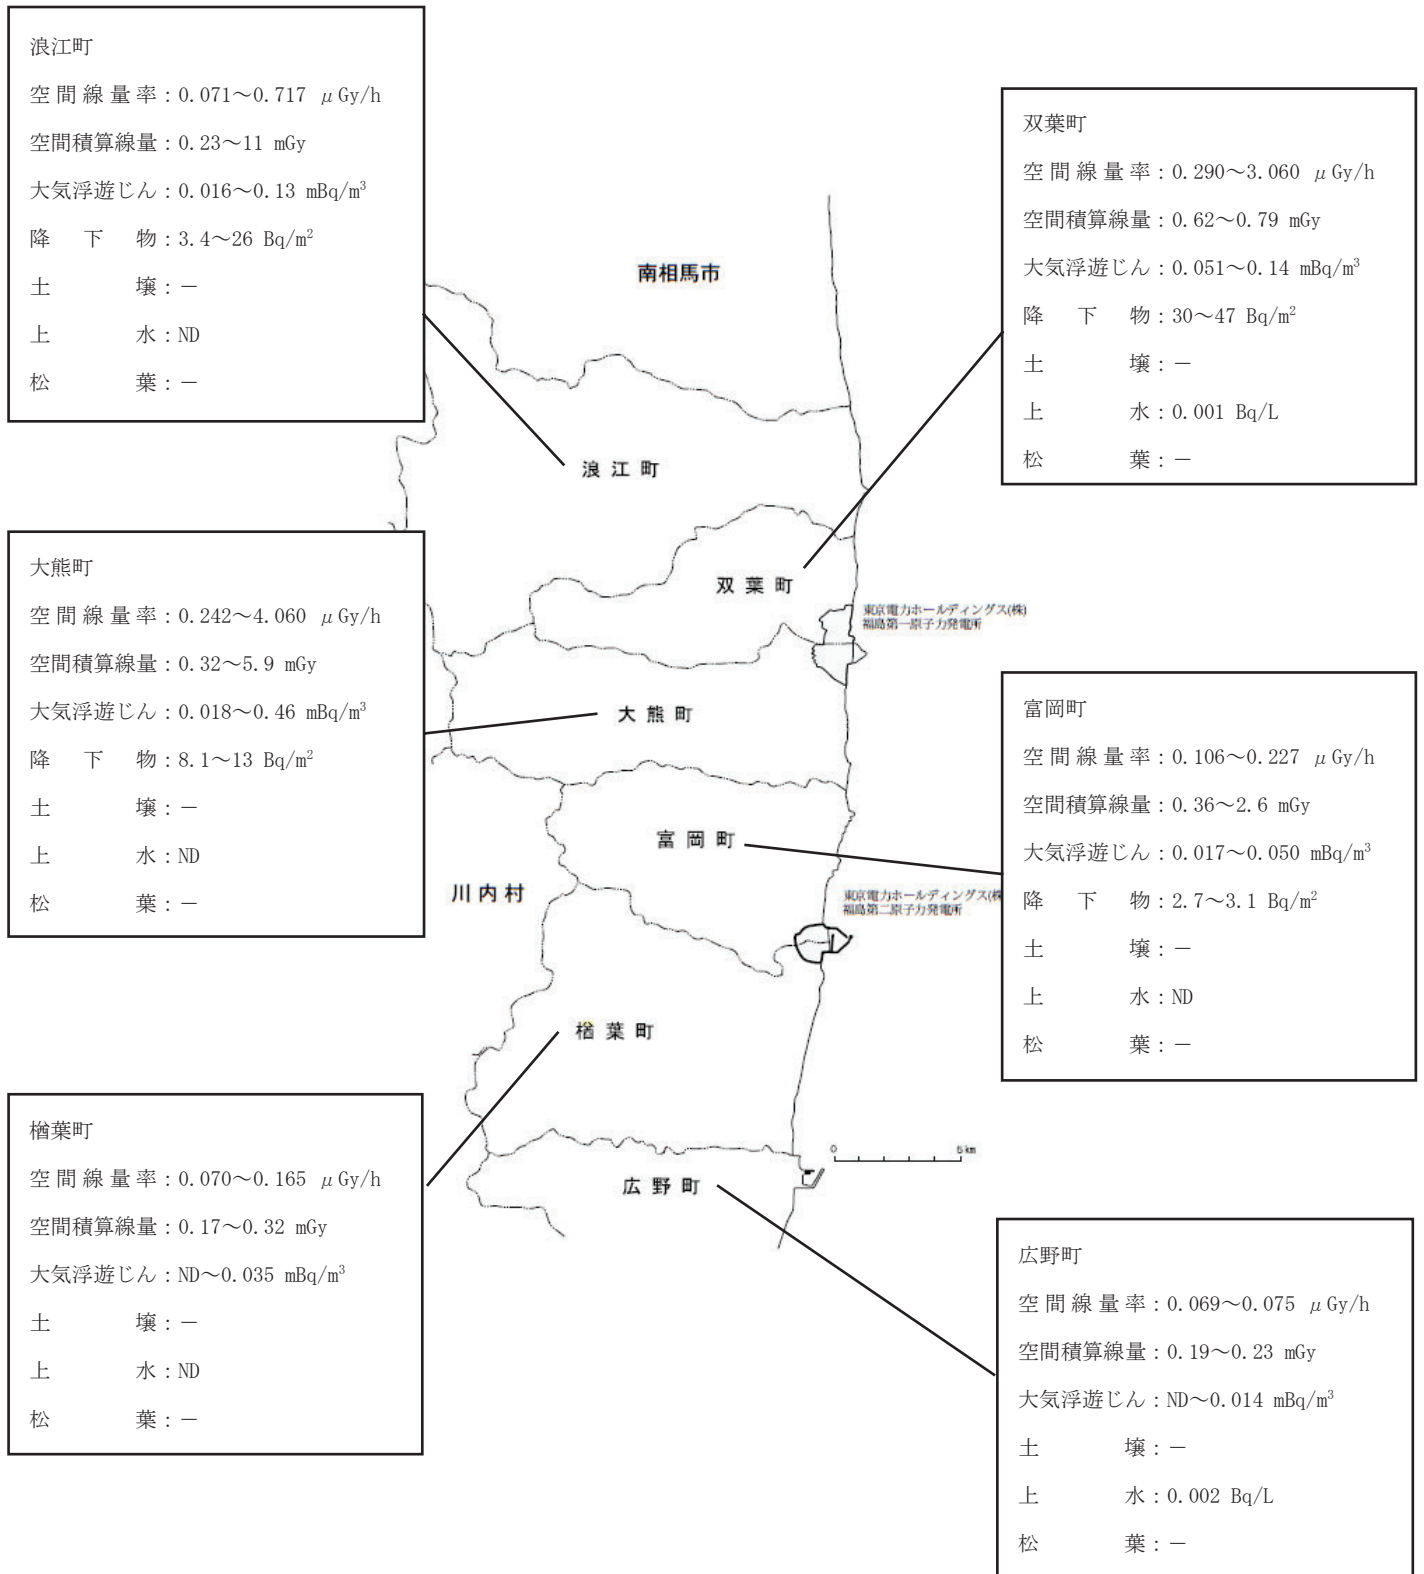 浪江町
空間線量率：0.071～0.717 μGy/h
空間積算線量：0.23～11 mGy
大気浮遊じん：0.016～0.13 mBq/m³
降下物：3.4～26 Bq/m²
土壌：－
上水：ND
松葉：－
双葉町
空間線量率：0.290～3.060 μGy/h
空間積算線量：0.62～0.79 mGy
大気浮遊じん：0.051～0.14 mBq/m³
降下物：30～47 Bq/m²
土壌：－
上水：0.001 Bq/L
松葉：－
南相馬市
浪江町
大熊町
空間線量率：0.242～4.060 μGy/h
空間積算線量：0.32～5.9 mGy
大気浮遊じん：0.018～0.46 mBq/m³
降下物：8.1～13 Bq/m²
土壌：－
上水：ND
松葉：－
双葉町
東京電力ホールディングス(株)
福島第一原子力発電所
大熊町
富岡町
空間線量率：0.106～0.227 μGy/h
空間積算線量：0.36～2.6 mGy
大気浮遊じん：0.017～0.050 mBq/m³
降下物：2.7～3.1 Bq/m²
土壌：－
上水：ND
松葉：－
富岡町
川内村
東京電力ホールディングス(株
福島第二原子力発電所
楢葉町
楢葉町
空間線量率：0.070～0.165 μGy/h
空間積算線量：0.17～0.32 mGy
大気浮遊じん：ND～0.035 mBq/m³
土壌：－
上水：ND
松葉：－
0 5km
広野町
広野町
空間線量率：0.069～0.075 μGy/h
空間積算線量：0.19～0.23 mGy
大気浮遊じん：ND～0.014 mBq/m³
土壌：－
上水：0.002 Bq/L
松葉：－